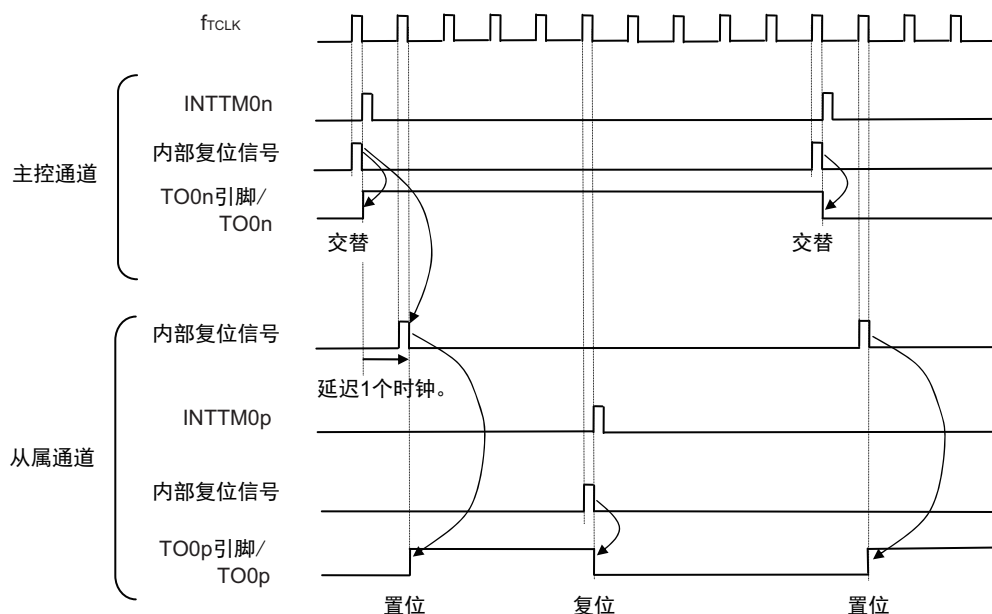 fTCLK
INTTM0n
内部复位信号
主控通道
TO0n引脚/
TO0n
交替
交替
内部复位信号
延迟1个时钟。
INTTM0p
从属通道
内部复位信号
TO0p引脚/
TO0p
置位
复位
置位